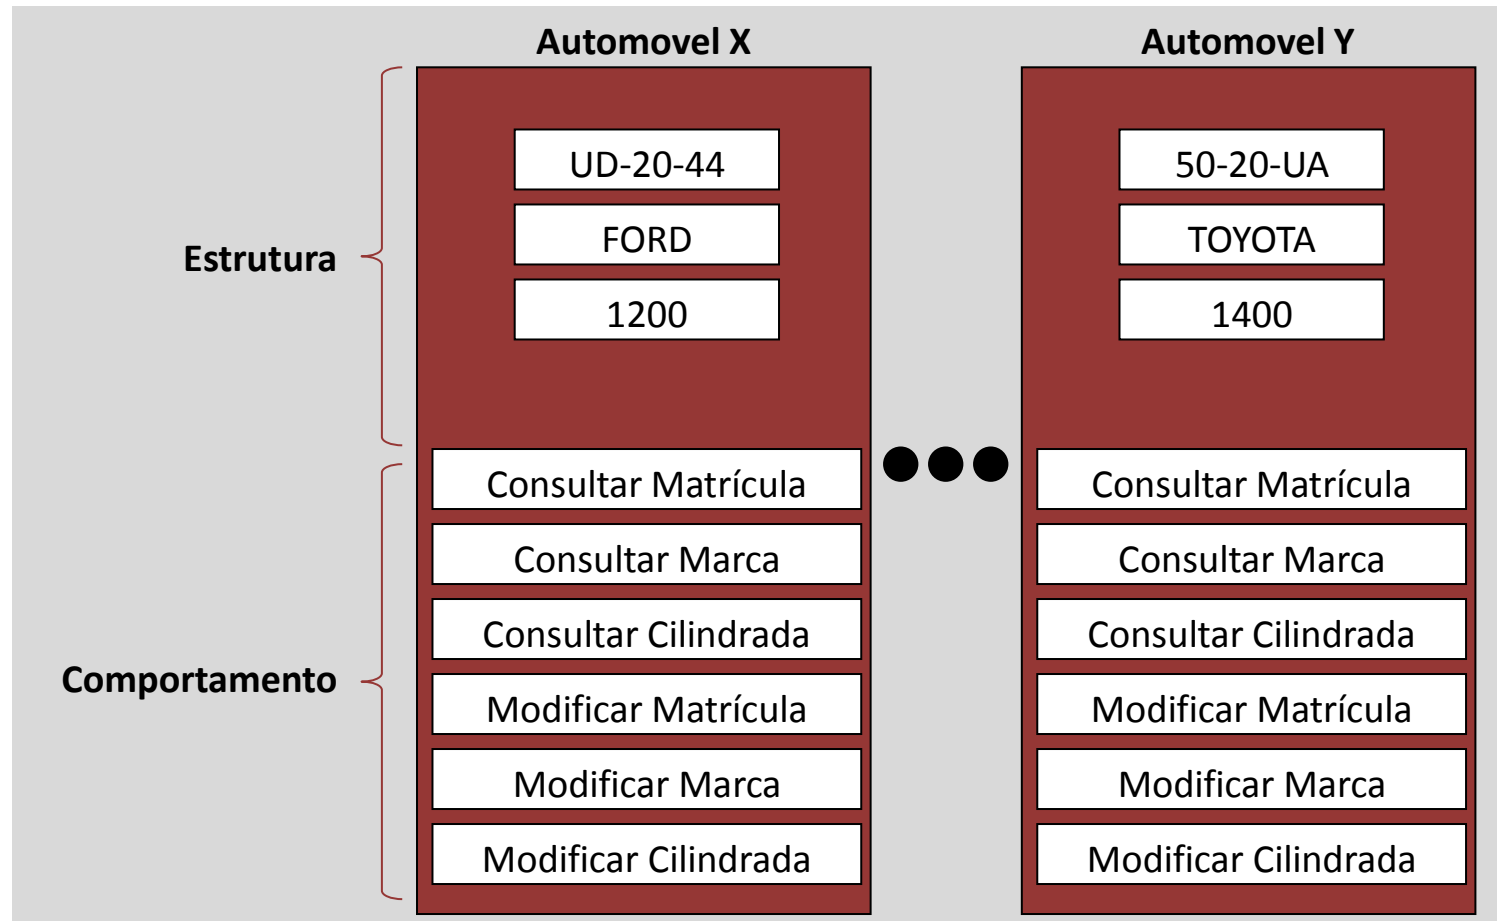 Automovel X
Automovel Y
Estrutura
UD-20-44
FORD
1200
50-20-UA
TOYOTA
1400
Comportamento
Consultar Matrícula
Consultar Marca
Consultar Cilindrada
Modificar Matrícula
Modificar Marca
Modificar Cilindrada
Consultar Matrícula
Consultar Marca
Consultar Cilindrada
Modificar Matrícula
Modificar Marca
Modificar Cilindrada